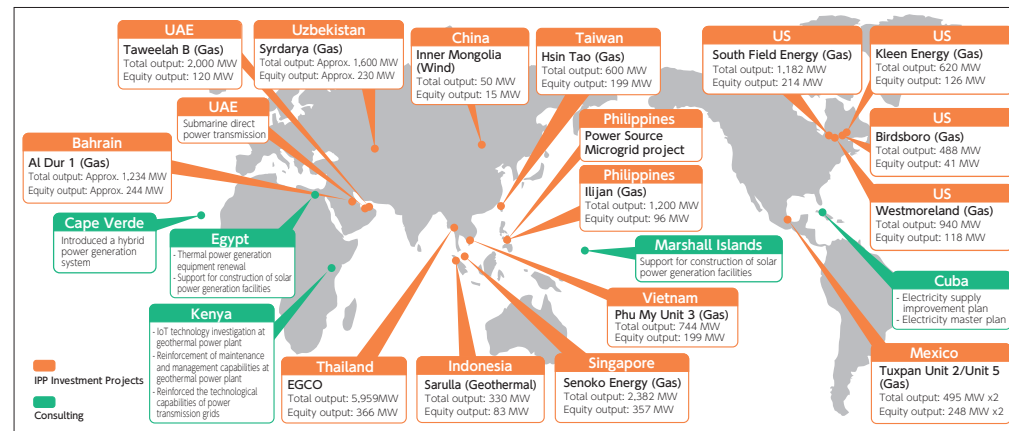 UAE
Taweelah B (Gas)
Total output: 2,000 MW
Equity output: 120 MW
Uzbekistan
Syrdarya (Gas)
Total output: Approx. 1,600 MW
Equity output: Approx. 230 MW
China
Inner Mongolia
(Wind)
Total output: 50 MW
Equity output: 15 MW
Taiwan
Hsin Tao (Gas)
Total output: 600 MW
Equity output: 199 MW
US
South Field Energy (Gas)
Total output: 1,182 MW
Equity output: 214 MW
US
Kleen Energy (Gas)
Total output: 620 MW
Equity output: 126 MW
UAE
Submarine direct
power transmission
Philippines
Power Source
Microgrid project
US
Birdsboro (Gas)
Total output: 488 MW
Equity output: 41 MW
Bahrain
Al Dur 1 (Gas)
Total output: Approx. 1,234 MW
Equity output: Approx. 244 MW
Philippines
Ilijan (Gas)
Total output: 1,200 MW
Equity output: 96 MW
US
Westmoreland (Gas)
Total output: 940 MW
Equity output: 118 MW
Cape Verde
Introduced a hybrid
power generation
system
Egypt
- Thermal power generation
equipment renewal
- Support for construction of solar
power generation facilities
Marshall Islands
Support for construction of solar
power generation facilities
Cuba
- Electricity supply
improvement plan
- Electricity master plan
Kenya
- IoT technology investigation at
geothermal power plant
- Reinforcement of maintenance
and management capabilities at
geothermal power plant
- Reinforced the technological
capabilities of power
transmission grids
Vietnam
Phu My Unit 3 (Gas)
Total output: 744 MW
Equity output: 199 MW
Thailand
EGCO
Total output: 5,959MW
Equity output: 366 MW
Indonesia
Sarulla (Geothermal)
Total output: 330 MW
Equity output: 83 MW
Singapore
Senoko Energy (Gas)
Total output: 2,382 MW
Equity output: 357 MW
Mexico
Tuxpan Unit 2/Unit 5
(Gas)
Total output: 495 MW x2
Equity output: 248 MW x2
IPP Investment Projects
Consulting